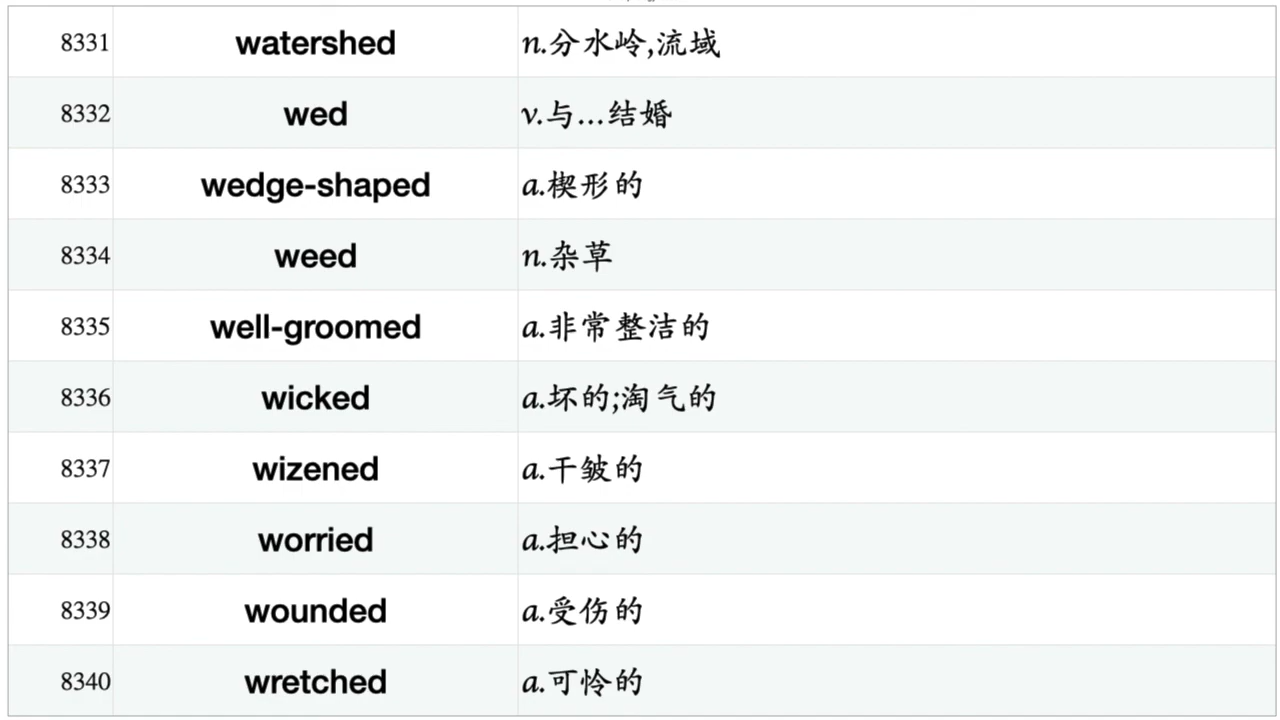 8331 watershed n.分水岭,流域
8332 wed v.与...结婚
8333 wedge-shaped a.楔形的
8334 weed n.杂草
8335 well-groomed a.非常整洁的
8336 wicked a.坏的;淘气的
8337 wizened a.干皱的
8338 worried a.担心的
8339 wounded a.受伤的
8340 wretched a.可怜的